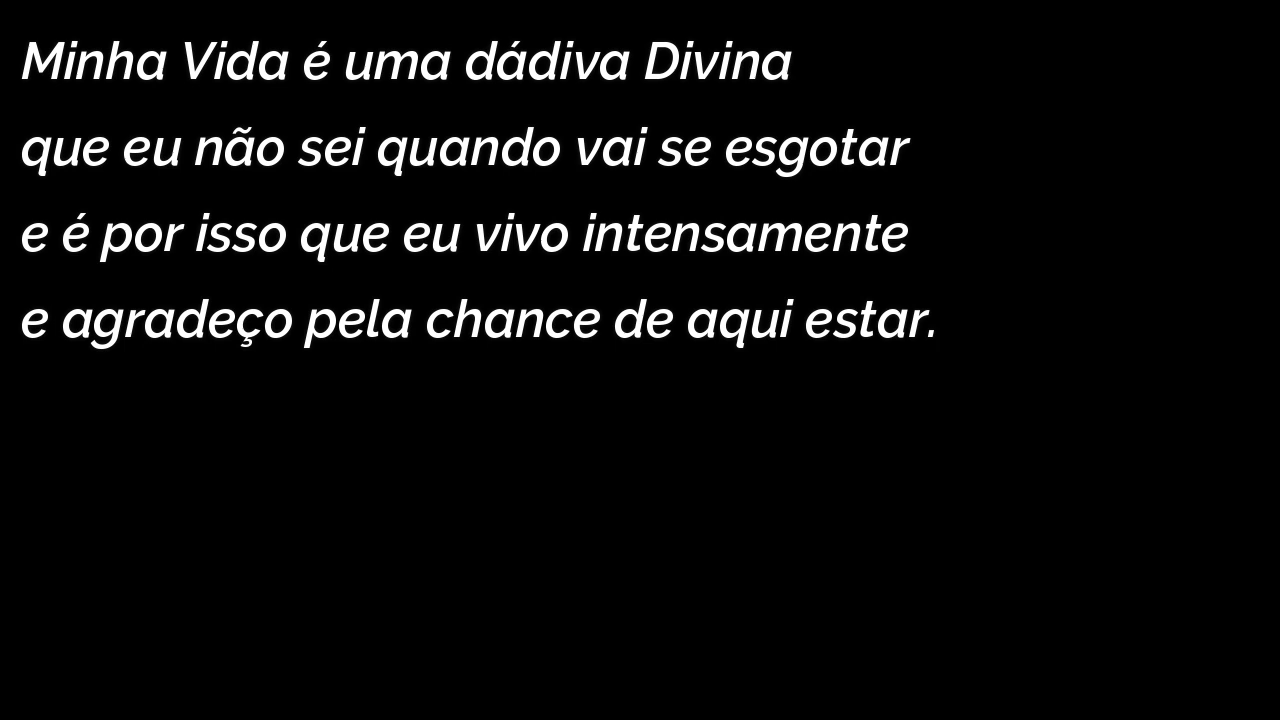 Minha Vida é uma dádiva Divina
que eu não sei quando vai se esgotar
e é por isso que eu vivo intensamente
e agradeço pela chance de aqui estar.